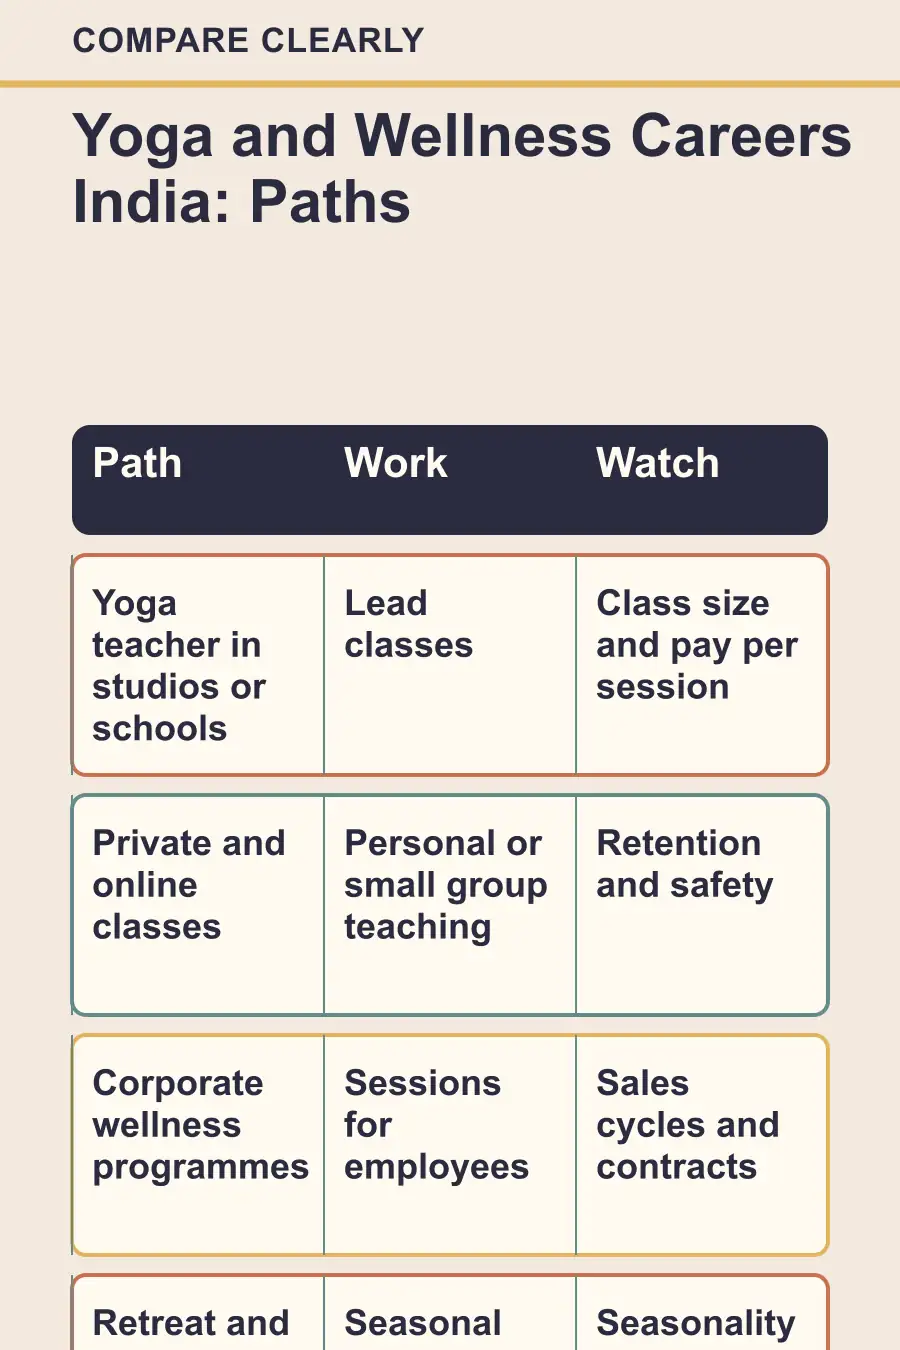 COMPARE CLEARLY
Yoga and Wellness Careers
India: Paths
Path Work Watch
Yoga
teacher in
studios or
schools
Lead
classes
Class size
and pay per
session
Private and
online
classes
Personal or
small group
teaching
Retention
and safety
Corporate
wellness
programmes
Sessions
for
employees
Sales
cycles and
contracts
Retreat and
Seasonal
Seasonality